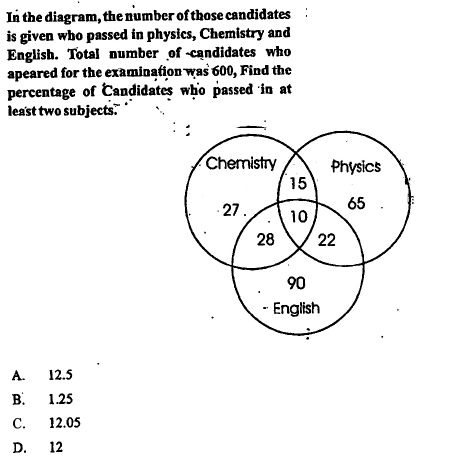 In the diagram, the number of those candidates
is given who passed in physics, Chemistry and
English. Total number of candidates who
apeared for the examination was 600, Find the
percentage of Candidates who passed in at
least two subjects.
Chemistry Physics
15
27 10 65
28 22
90
English
A. 12.5
B. 1.25
C. 12.05
D. 12